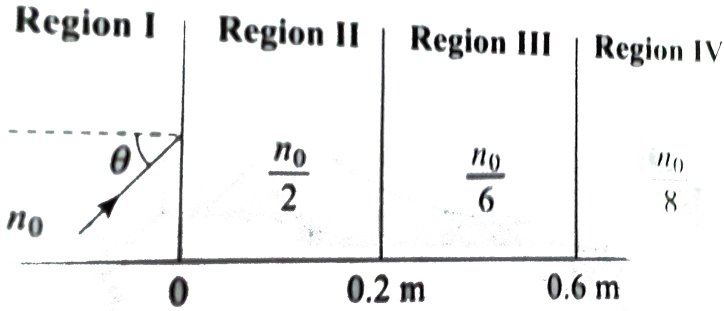 Region I Region II Region III Region IV
θ n₀/2 n₀/6 n₀/8
n₀
0 0.2 m 0.6 m